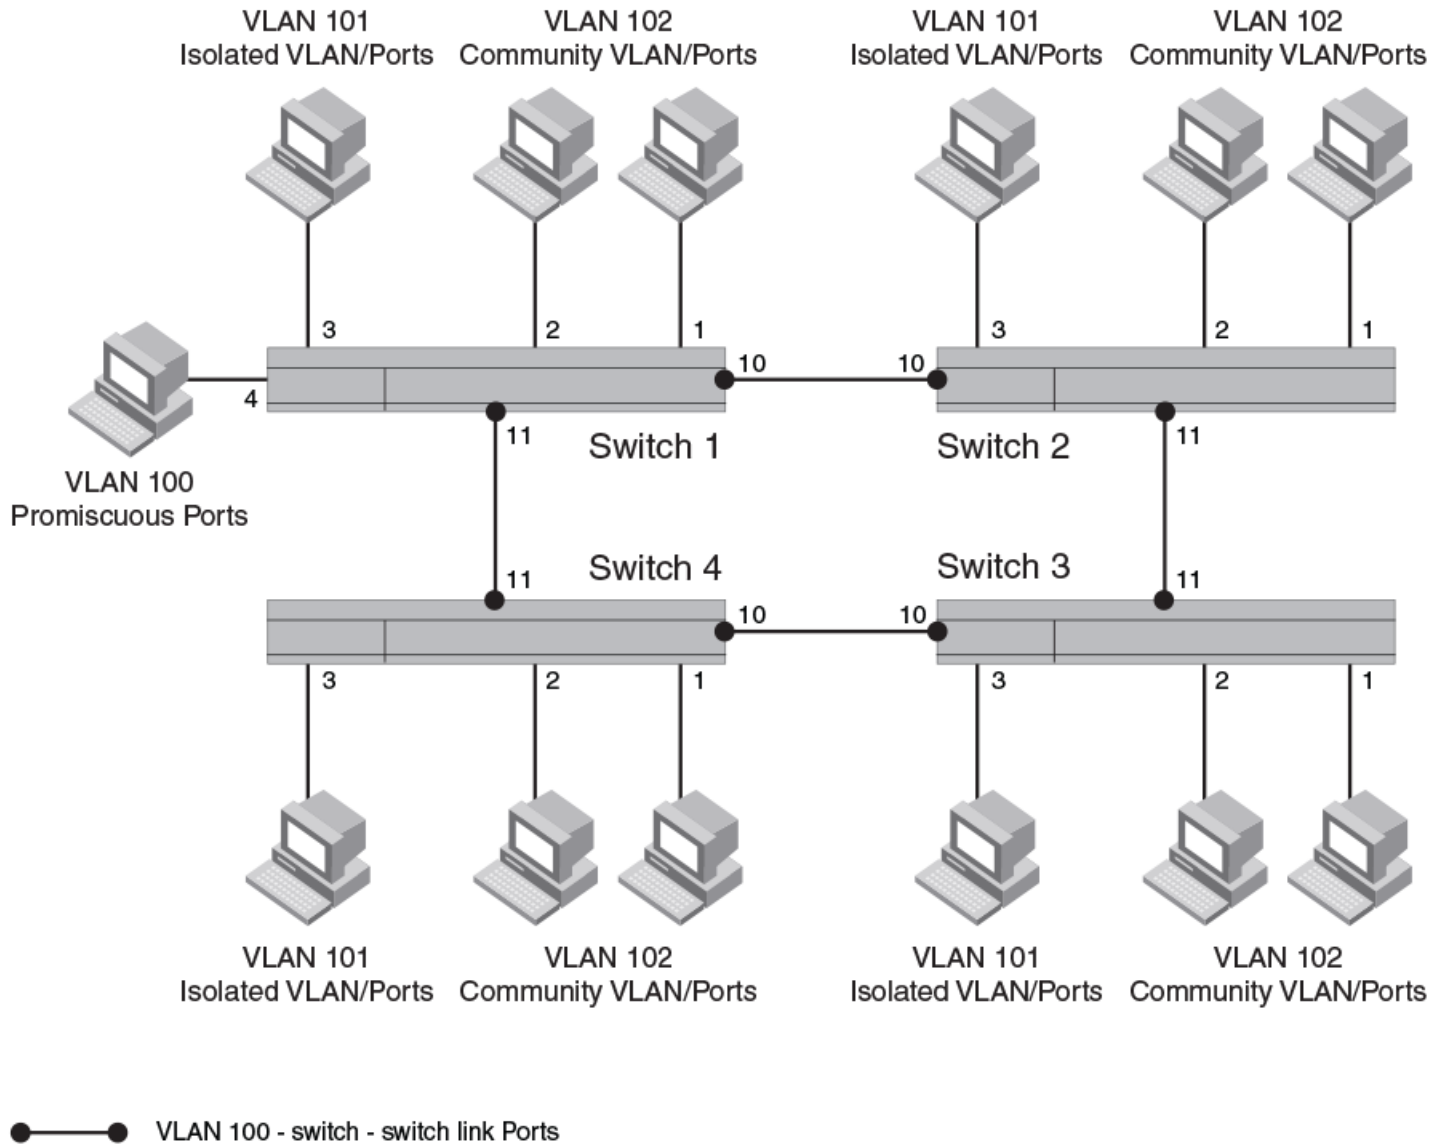 VLAN 101
Isolated VLAN/Ports
VLAN 102
Community VLAN/Ports
VLAN 101
Isolated VLAN/Ports
VLAN 102
Community VLAN/Ports
3
2
1
3
2
1
4
10
10
11
Switch 1
Switch 2
11
VLAN 100
Promiscuous Ports
11
Switch 4
Switch 3
11
10
10
3
2
1
3
2
1
VLAN 101
Isolated VLAN/Ports
VLAN 102
Community VLAN/Ports
VLAN 101
Isolated VLAN/Ports
VLAN 102
Community VLAN/Ports
VLAN 100 - switch - switch link Ports